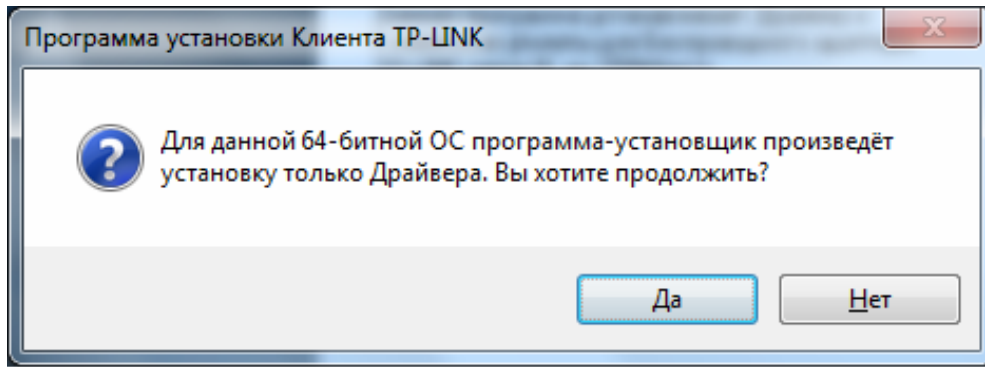 Программа установки Клиента TP-LINK
Для данной 64-битной ОС программа-установщик произведёт
установку только Драйвера. Вы хотите продолжить?
Да
Нет